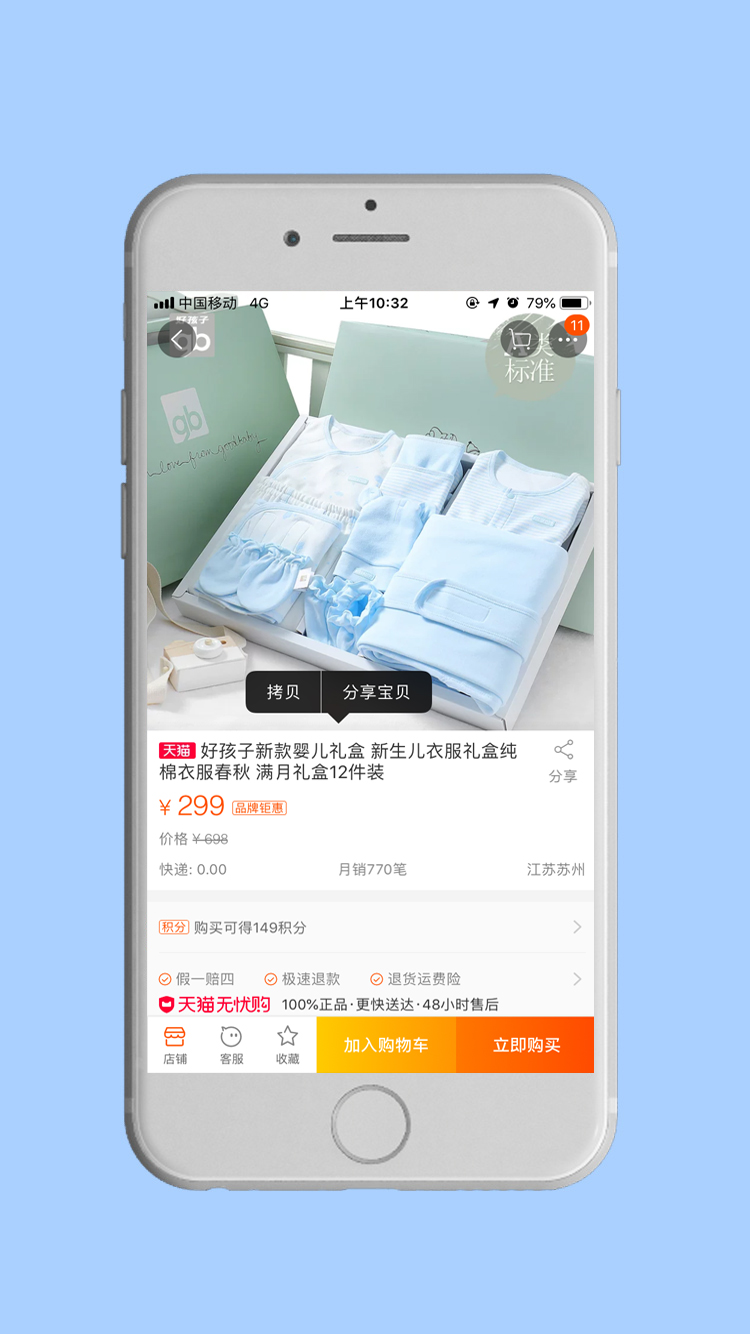 中国移动 4G 上午10:32 79%
好孩子
gb
11
类
标准
gb
love from goodbaby
拷贝 分享宝贝
天猫 好孩子新款婴儿礼盒 新生儿衣服礼盒纯
棉衣服春秋 满月礼盒12件装
分享
¥ 299 品牌钜惠
价格 ¥ 698
快递: 0.00 月销770笔 江苏苏州
积分 购买可得149积分
假一赔四 极速退款 退货运费险
天猫无忧购 100%正品·更快送达·48小时售后
店铺 客服 收藏 加入购物车 立即购买